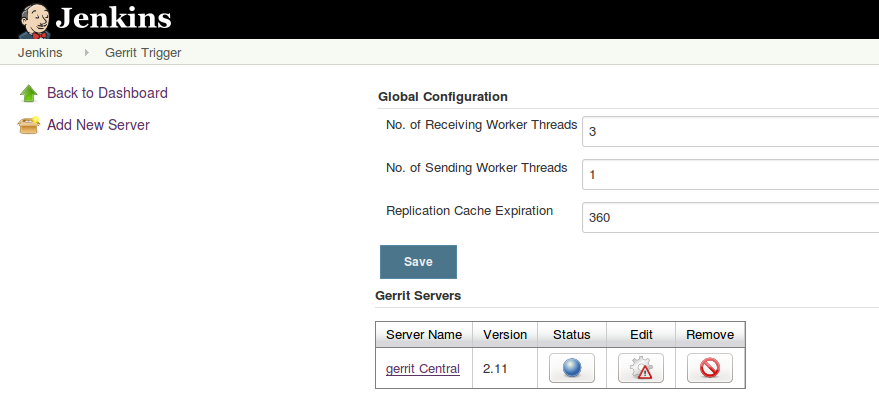 Jenkins
Jenkins Gerrit Trigger
Back to Dashboard
Add New Server
Global Configuration
No. of Receiving Worker Threads 3
No. of Sending Worker Threads 1
Replication Cache Expiration 360
Save
Gerrit Servers
Server Name Version Status Edit Remove
gerrit Central 2.11